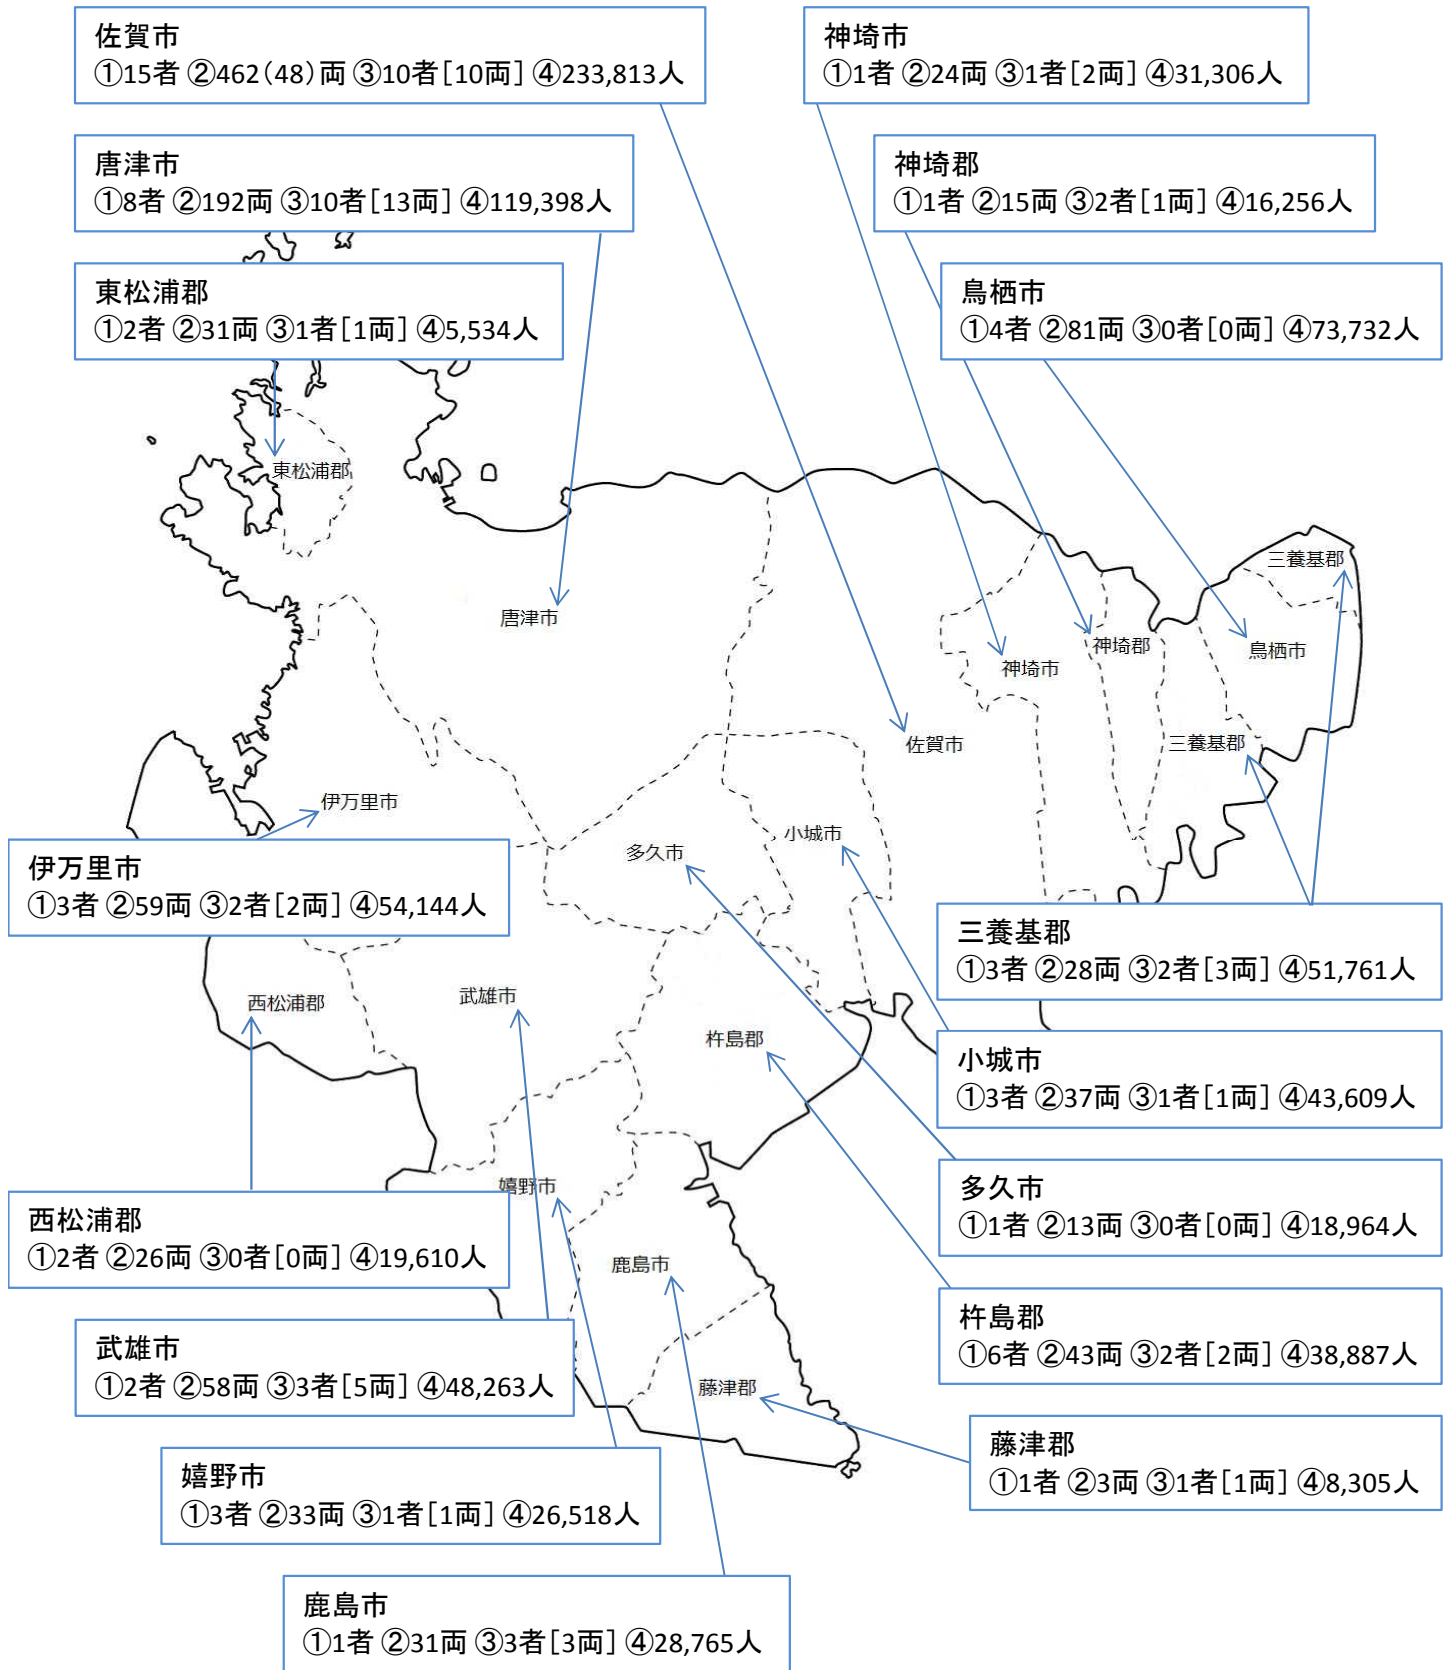 佐賀市
①15者 ②462(48)両 ③10者[10両] ④233,813人
神埼市
①1者 ②24両 ③1者[2両] ④31,306人
唐津市
①8者 ②192両 ③10者[13両] ④119,398人
神埼郡
①1者 ②15両 ③2者[1両] ④16,256人
東松浦郡
①2者 ②31両 ③1者[1両] ④5,534人
鳥栖市
①4者 ②81両 ③0者[0両] ④73,732人
東松浦郡
三養基郡
唐津市
神埼郡
鳥栖市
神埼市
佐賀市
三養基郡
伊万里市
小城市
多久市
伊万里市
①3者 ②59両 ③2者[2両] ④54,144人
三養基郡
①3者 ②28両 ③2者[3両] ④51,761人
西松浦郡
武雄市
杵島郡
小城市
①3者 ②37両 ③1者[1両] ④43,609人
嬉野市
多久市
①1者 ②13両 ③0者[0両] ④18,964人
西松浦郡
①2者 ②26両 ③0者[0両] ④19,610人
鹿島市
杵島郡
①6者 ②43両 ③2者[2両] ④38,887人
武雄市
①2者 ②58両 ③3者[5両] ④48,263人
藤津郡
藤津郡
①1者 ②3両 ③1者[1両] ④8,305人
嬉野市
①3者 ②33両 ③1者[1両] ④26,518人
鹿島市
①1者 ②31両 ③3者[3両] ④28,765人